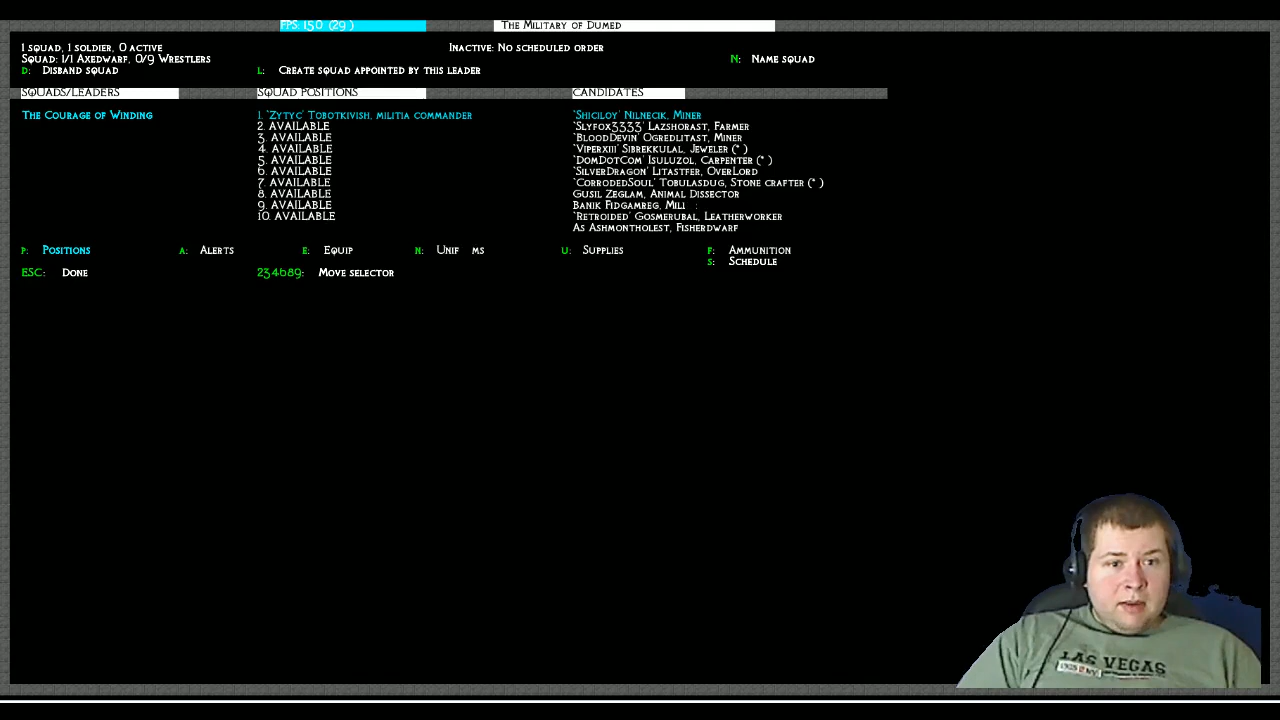 FPS: 150 (29 )
The Military of Dumed
1 squad, 1 soldier, 0 active
Inactive: No scheduled order
Squad: 1/1 Axedwarf, 0/9 Wrestlers
N: Name squad
D: Disband squad
L: Create squad appointed by this leader
SQUADS/LEADERS
SQUAD POSITIONS
CANDIDATES
The Courage of Winding
1. `Zytyc' Tobotkivish, militia commander
`Shiciloy' Nilnecik, Miner
2. AVAILABLE
`Slyfox3333' Lazshorast, Farmer
3. AVAILABLE
`BloodDevin' Ogredlitast, Miner
4. AVAILABLE
`Viperxiii' Sibrekkulal, Jeweler (* )
5. AVAILABLE
`DomDotCom' Isuluzol, Carpenter (* )
6. AVAILABLE
`SilverDragon' Litastfer, OverLord
7. AVAILABLE
`CorrodedSoul' Tobulasdug, Stone crafter (* )
8. AVAILABLE
Gusil Zeglam, Animal Dissector
9. AVAILABLE
Banik Fidgamreg, Mill :
10. AVAILABLE
`Retroided' Gosmerubal, Leatherworker
As Ashmontholest, Fisherdwarf
P: Positions
A: Alerts
E: Equip
N: Unif ms
U: Supplies
F: Ammunition
S: Schedule
ESC: Done
234689: Move selector
LAS VEGAS